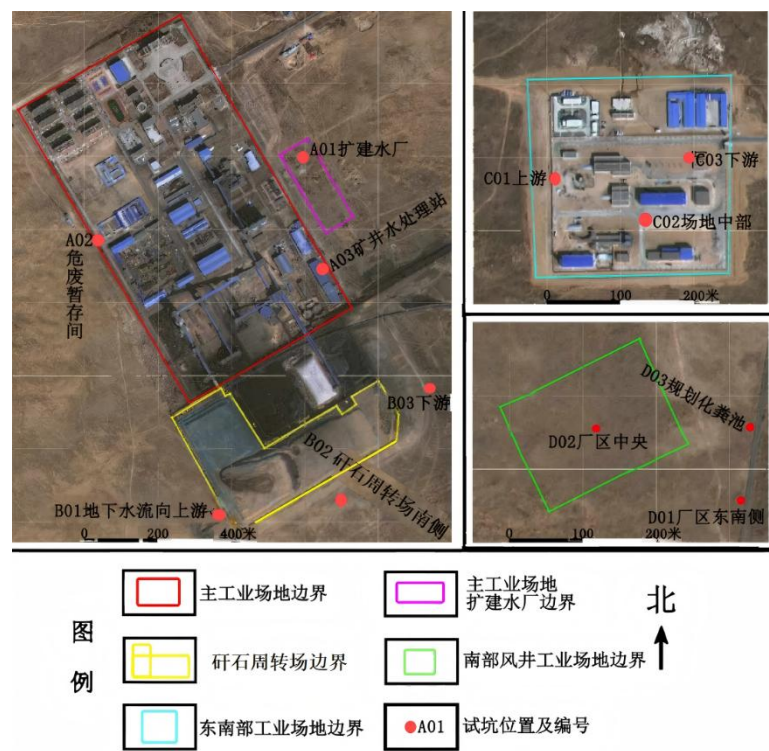 A01扩建水厂
A02
危废暂存间
A03矿井水处理站
B03下游
B02 矸石周转场南侧
B01地下水流向上游
0 200 400米
C01上游
C03下游
C02场地中部
0 100 200米
D03规划化粪池
D02厂区中央
D01厂区东南侧
0 100 200米
图
例
主工业场地边界
主工业场地
扩建水厂边界
北
矸石周转场边界
南部风井工业场地边界
东南部工业场地边界
A01
试坑位置及编号